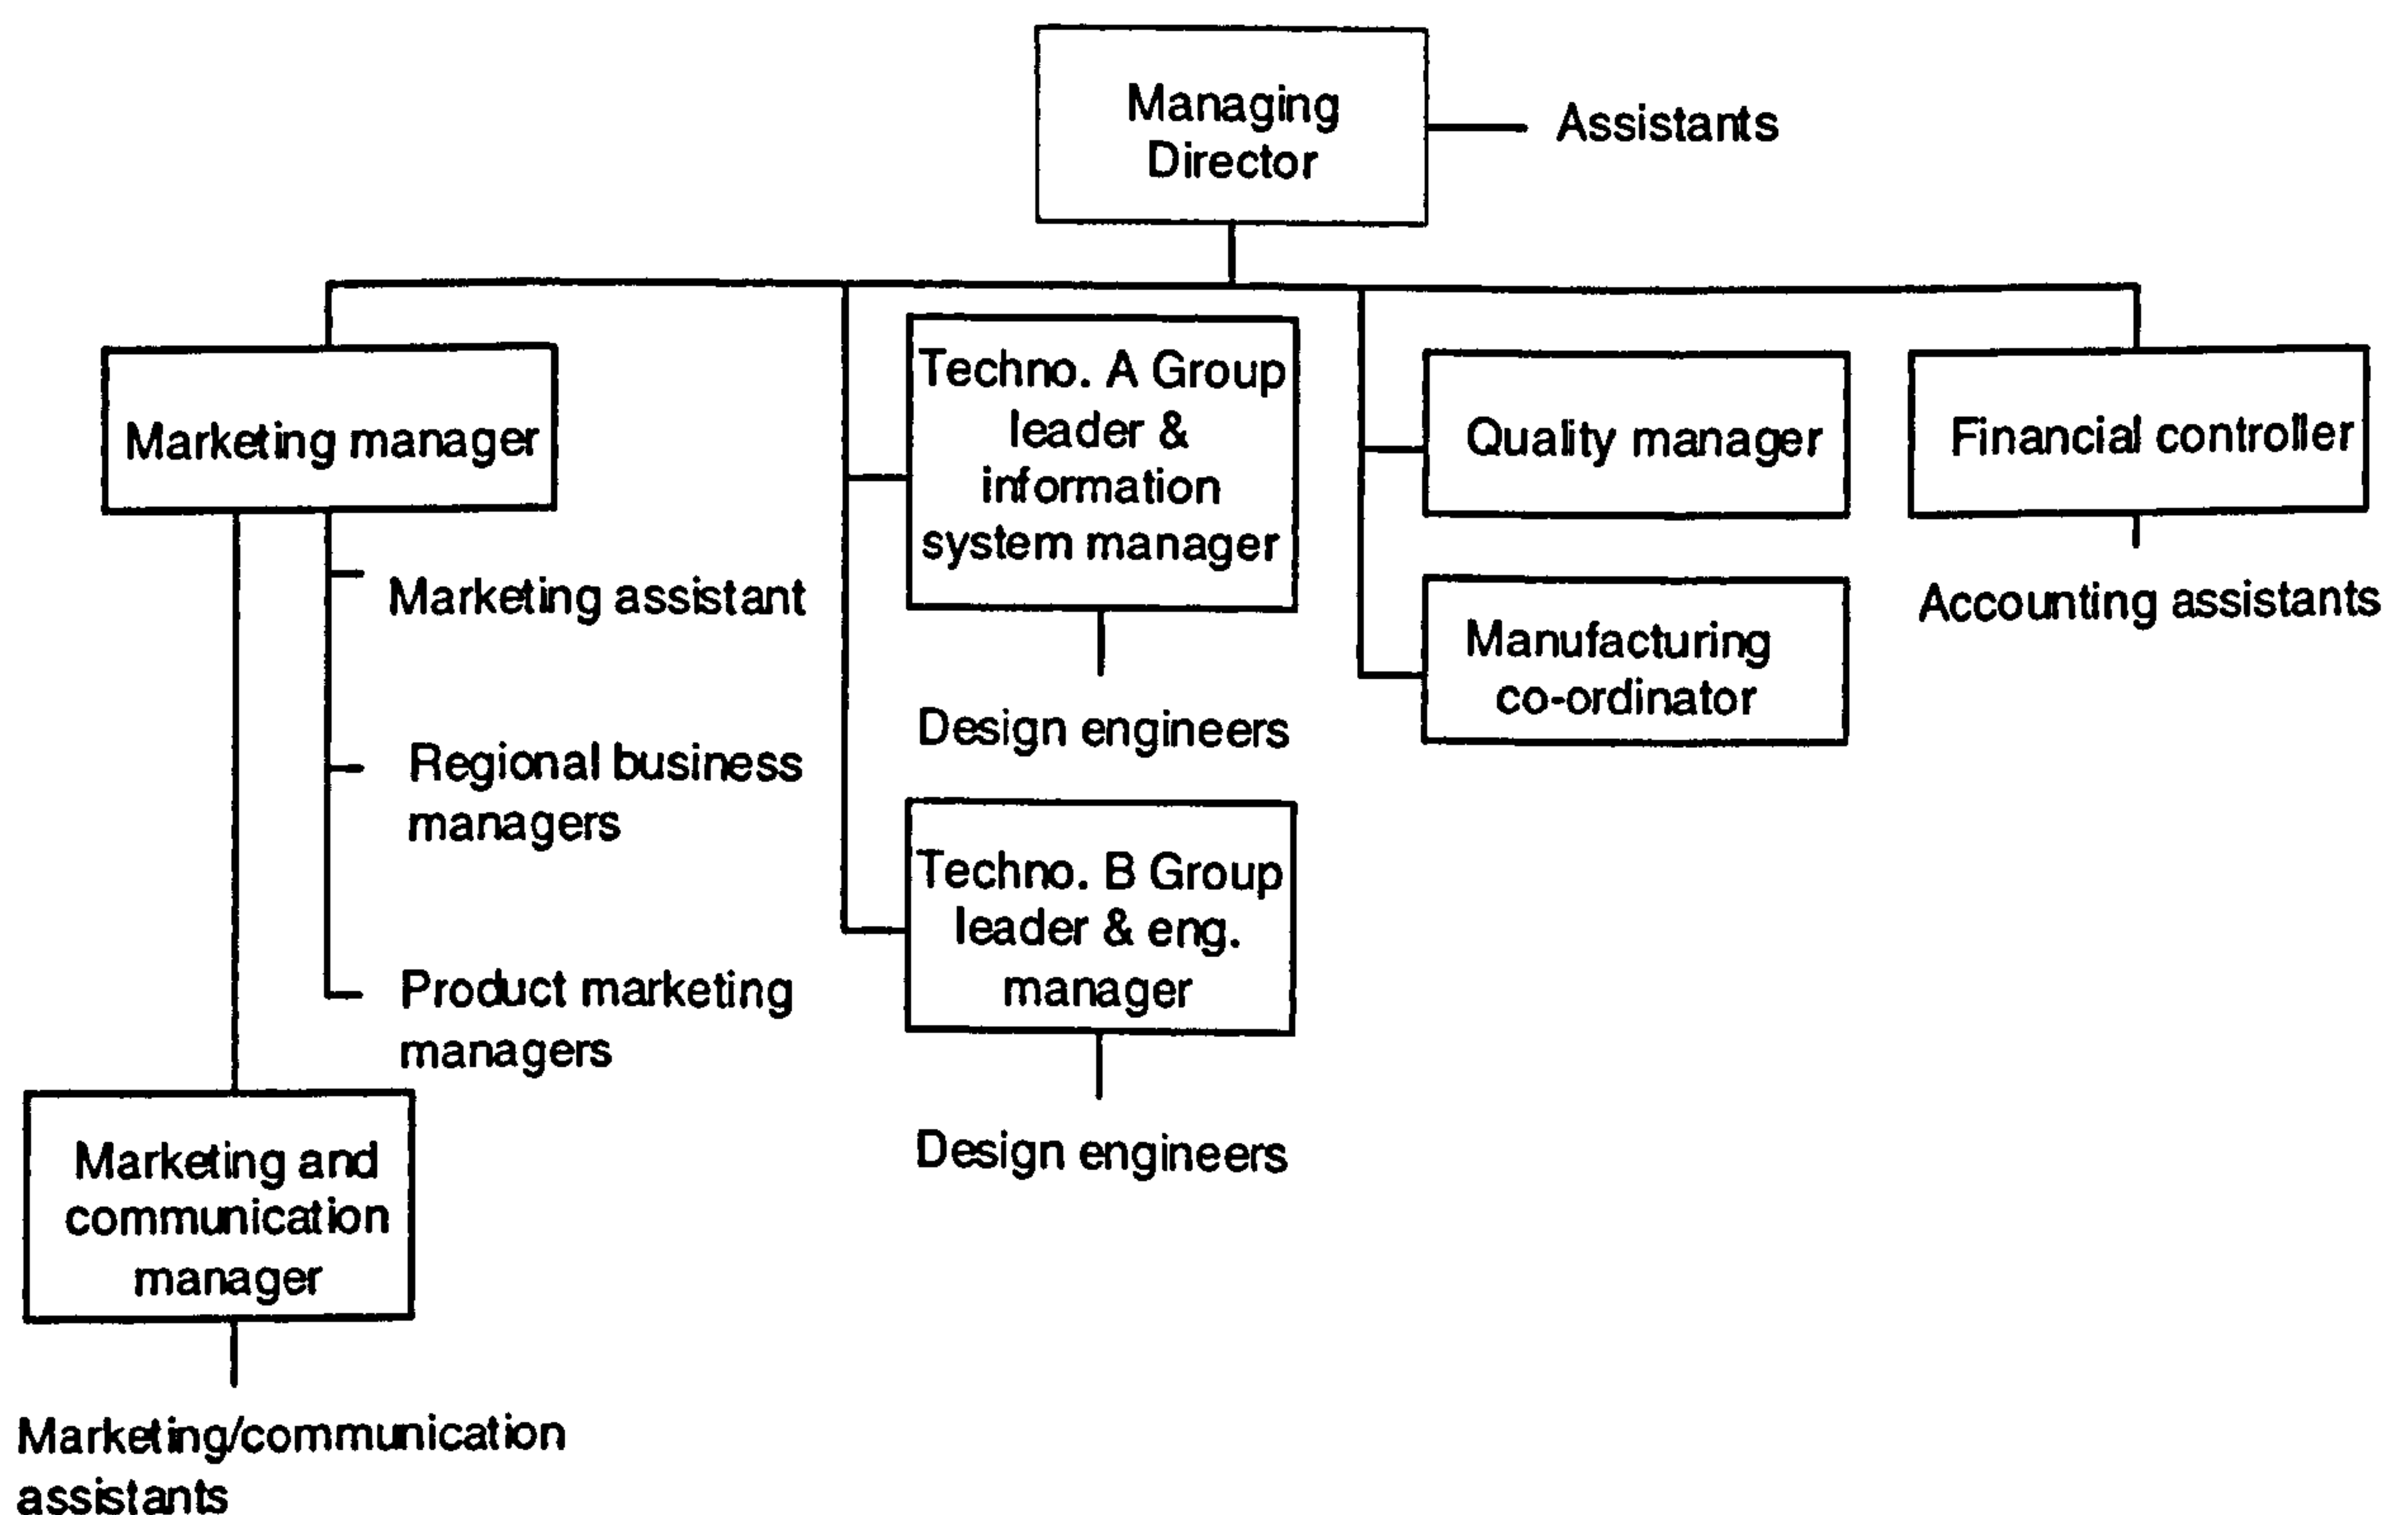 Managing
Director
Assistants
Marketing manager
Marketing assistant
Regional business
managers
Product marketing
managers
Marketing and
communication
manager
Marketing/communication
assistants
Techno. A Group
leader &
information
system manager
Design engineers
Techno. B Group
leader & eng.
manager
Design engineers
Quality manager
Manufacturing
co-ordinator
Financial controller
Accounting assistants